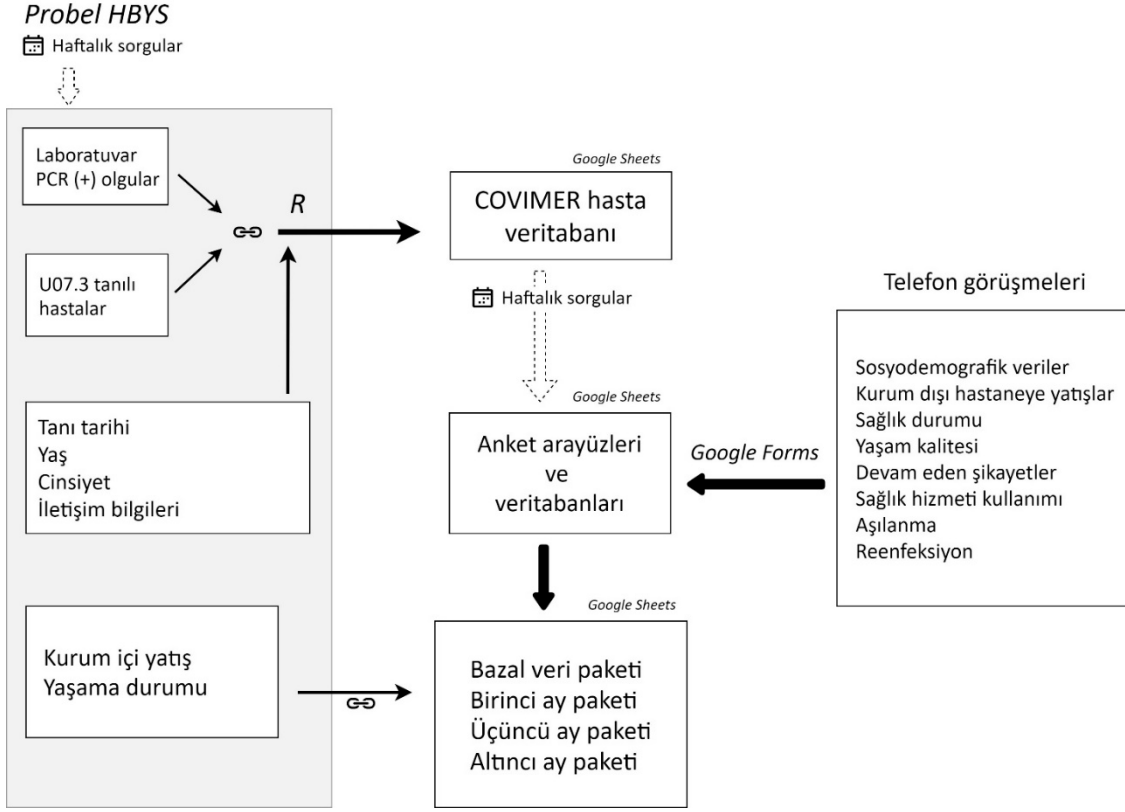 Probel HBYS
Haftalık sorgular
Laboratuvar
PCR (+) olgular
U07.3 tanılı
hastalar
R
Tanı tarihi
Yaş
Cinsiyet
İletişim bilgileri
Kurum içi yatış
Yaşama durumu
Google Sheets
COVIMER hasta
veritabanı
Haftalık sorgular
Google Sheets
Anket arayüzleri
ve
veritabanları
Google Forms
Google Sheets
Bazal veri paketi
Birinci ay paketi
Üçüncü ay paketi
Altıncı ay paketi
Telefon görüşmeleri
Sosyodemografik veriler
Kurum dışı hastaneye yatışlar
Sağlık durumu
Yaşam kalitesi
Devam eden şikayetler
Sağlık hizmeti kullanımı
Aşılanma
Reenfeksiyon